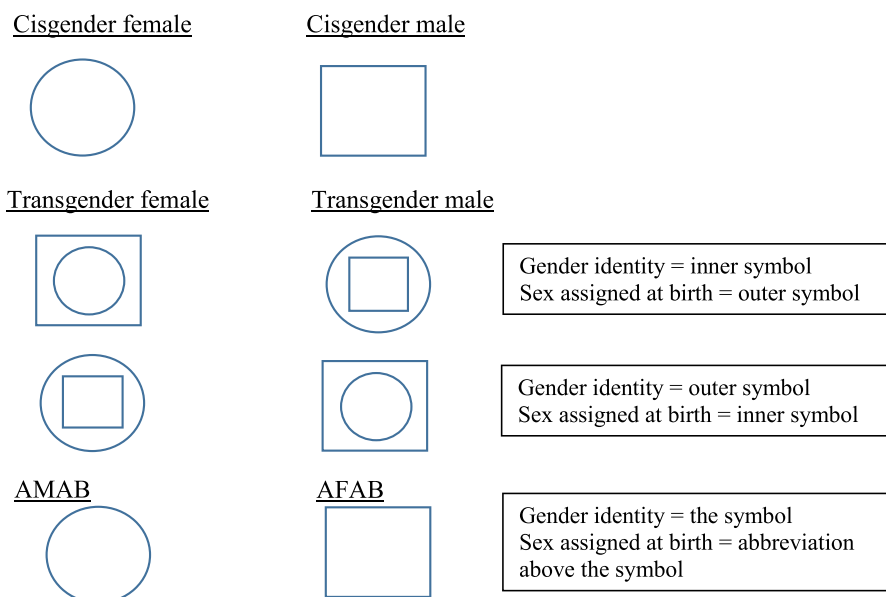 Cisgender female
Cisgender male
Transgender female
Transgender male
Gender identity = inner symbol
Sex assigned at birth = outer symbol
Gender identity = outer symbol
Sex assigned at birth = inner symbol
AMAB
AFAB
Gender identity = the symbol
Sex assigned at birth = abbreviation
above the symbol